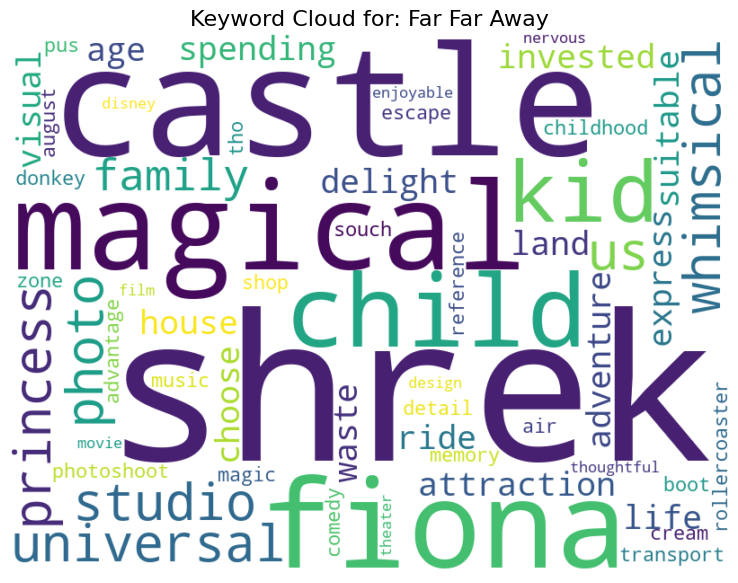 Keyword Cloud for: Far Far Away
pus
age
spending
nervous
invested
castle
visual
august
disney
enjoyable
escape
tho
childhood
suitable
whimsical
donkey
family
delight
kid
magical
souch
land
us
express
zone
film
shop
reference
photo
advantage
house
child
adventure
princess
music
shrek
choose
design
detail
waste
ride
air
movie
memory
photoshoot
magic
thoughtful
rollercoaster
studio
fiona
attraction
boot
comedy
theater
life
cream
universal
transport